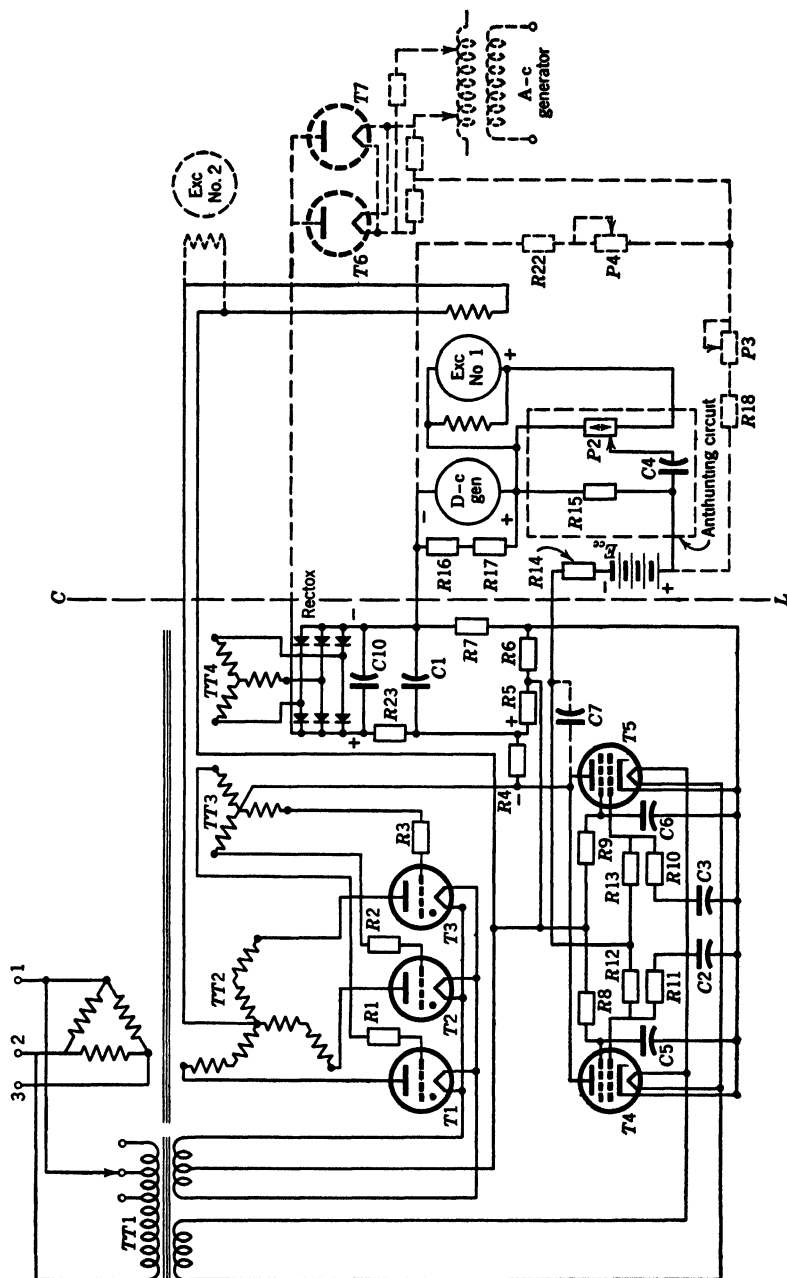 TT1
1
2
3
TT2
TT3
TT4
T1
T2
T3
R1
R2
R3
R4
Rectox
+
-
C10
R23
C1
R7
R5
R6
+
-
C7
T4
T5
R8
R9
R12
R13
R11
R10
C5
C2
C3
C6
C
L
R14
Ecc
-
+
R16
R17
D-c
gen
-
+
R15
P2
C4
Antihunting circuit
Exc
No 1
+
Exc
No. 2
T6
T7
R22
P4
P3
R18
A-c
generator